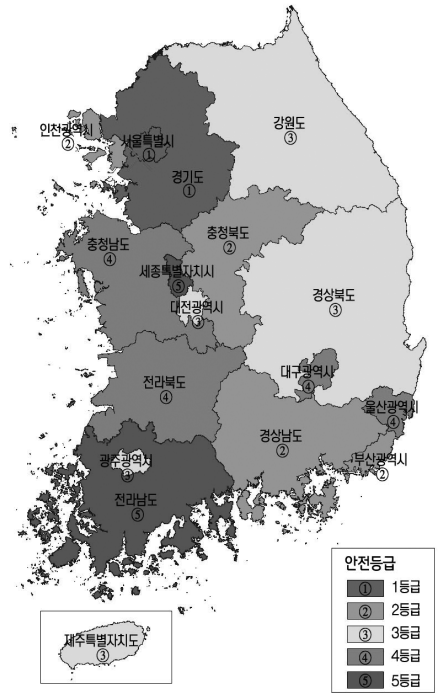 강원도
③
인천광역시
②
서울특별시
①
경기도
①
충청북도
②
충청남도
④
세종특별자치시
⑤
대전광역시
③
경상북도
③
대구광역시
④
전라북도
④
울산광역시
④
경상남도
②
부산광역시
②
광주광역시
③
전라남도
⑤
제주특별자치도
③
안전등급
① 1등급
② 2등급
③ 3등급
④ 4등급
⑤ 5등급